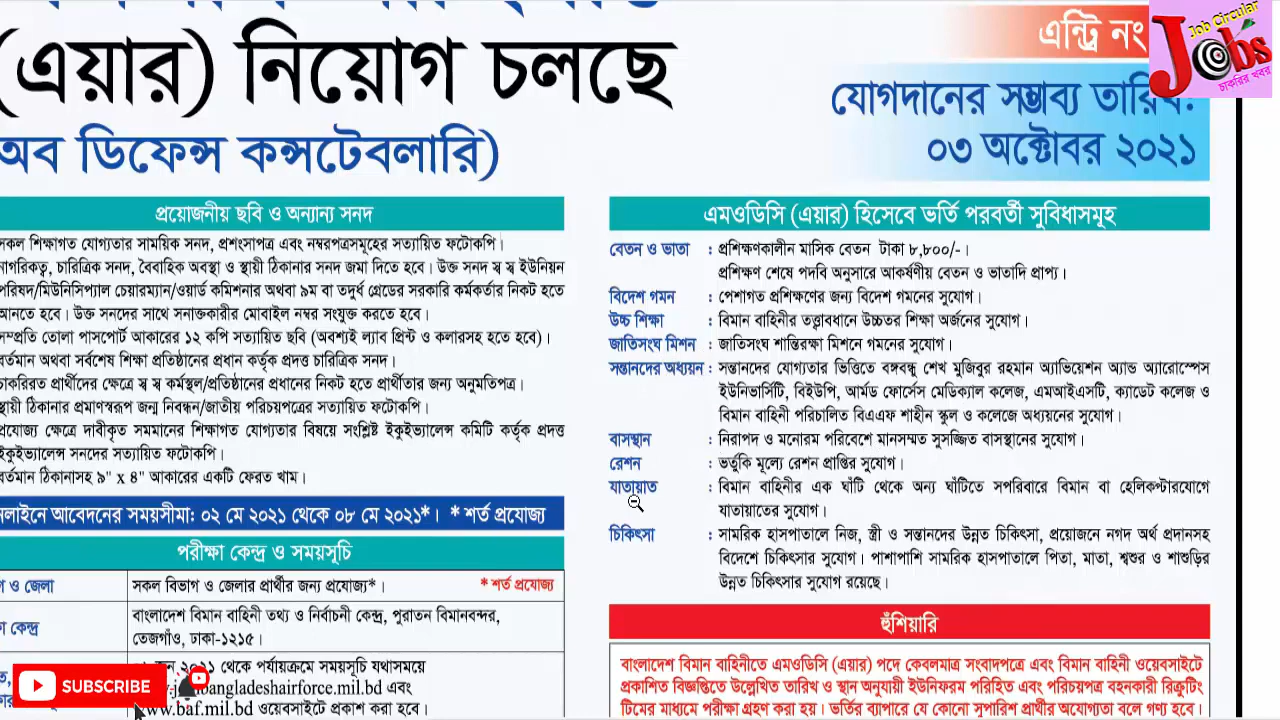 (এয়ার) নিয়োগ চলছে
অব ডিফেন্স কন্সটেবলারি)
এন্ট্রি নং
যোগদানের সম্ভাব্য তারিখ:
০৩ অক্টোবর ২০২১
Job Circular
Jobs
চাকরির খবর
প্রয়োজনীয় ছবি ও অন্যান্য সনদ
সকল শিক্ষাগত যোগ্যতার সাময়িক সনদ, প্রশংসাপত্র এবং নম্বরপত্রসমূহের সত্যায়িত ফটোকপি।
নাগরিকত্ব, চারিত্রিক সনদ, বৈবাহিক অবস্থা ও স্থায়ী ঠিকানার সনদ জমা দিতে হবে। উক্ত সনদ স্ব স্ব ইউনিয়ন
পরিষদ/মিউনিসিপ্যাল চেয়ারম্যান/ওয়ার্ড কমিশনার অথবা ৯ম বা তদুর্ধ গ্রেডের সরকারি কর্মকর্তার নিকট হতে
আনতে হবে। উক্ত সনদের সাথে সনাক্তকারীর মোবাইল নম্বর সংযুক্ত করতে হবে।
সম্প্রতি তোলা পাসপোর্ট আকারের ১২ কপি সত্যায়িত ছবি (অবশ্যই ল্যাব প্রিন্ট ও কলারসহ হতে হবে)।
বর্তমান অথবা সর্বশেষ শিক্ষা প্রতিষ্ঠানের প্রধান কর্তৃক প্রদত্ত চারিত্রিক সনদ।
চাকরিরত প্রার্থীদের ক্ষেত্রে স্ব স্ব কর্মস্থল/প্রতিষ্ঠানের প্রধানের নিকট হতে প্রার্থীতার জন্য অনুমতিপত্র।
স্থায়ী ঠিকানার প্রমাণস্বরূপ জন্ম নিবন্ধন/জাতীয় পরিচয়পত্রের সত্যায়িত ফটোকপি।
প্রযোজ্য ক্ষেত্রে দাবীকৃত সমমানের শিক্ষাগত যোগ্যতার বিষয়ে সংশ্লিষ্ট ইকুইভ্যালেন্স কমিটি কর্তৃক প্রদত্ত
ইকুইভ্যালেন্স সনদের সত্যায়িত ফটোকপি।
বর্তমান ঠিকানাসহ ৯" x ৪" আকারের একটি ফেরত খাম।
নলাইনে আবেদনের সময়সীমা: ০২ মে ২০২১ থেকে ০৮ মে ২০২১*। * শর্ত প্রযোজ্য
পরীক্ষা কেন্দ্র ও সময়সূচি
গ ও জেলা সকল বিভাগ ও জেলার প্রার্থীর জন্য প্রযোজ্য*। * শর্ত প্রযোজ্য
ক্ষা কেন্দ্র বাংলাদেশ বিমান বাহিনী তথ্য ও নির্বাচনী কেন্দ্র, পুরাতন বিমানবন্দর,
তেজগাঁও, ঢাকা-১২১৫।
জুন ২০২১ থেকে পর্যায়ক্রমে সময়সূচি যথাসময়ে
bangladeshairforce.mil.bd এবং
www.baf.mil.bd ওয়েবসাইটে প্রকাশ করা হবে।
SUBSCRIBE
এমওডিসি (এয়ার) হিসেবে ভর্তি পরবর্তী সুবিধাসমূহ
বেতন ও ভাতা : প্রশিক্ষণকালীন মাসিক বেতন টাকা ৮,৮০০/-।
প্রশিক্ষণ শেষে পদবি অনুসারে আকর্ষণীয় বেতন ও ভাতাদি প্রাপ্য।
বিদেশ গমন : পেশাগত প্রশিক্ষণের জন্য বিদেশ গমনের সুযোগ।
উচ্চ শিক্ষা : বিমান বাহিনীর তত্ত্বাবধানে উচ্চতর শিক্ষা অর্জনের সুযোগ।
জাতিসংঘ মিশন : জাতিসংঘ শান্তিরক্ষা মিশনে গমনের সুযোগ।
সন্তানদের অধ্যয়ন : সন্তানদের যোগ্যতার ভিত্তিতে বঙ্গবন্ধু শেখ মুজিবুর রহমান অ্যাভিয়েশন অ্যান্ড অ্যারোস্পেস
ইউনিভার্সিটি, বিইউপি, আর্মড ফোর্সেস মেডিক্যাল কলেজ, এমআইএসটি, ক্যাডেট কলেজ ও
বিমান বাহিনী পরিচালিত বিএএফ শাহীন স্কুল ও কলেজে অধ্যয়নের সুযোগ।
বাসস্থান : নিরাপদ ও মনোরম পরিবেশে মানসম্মত সুসজ্জিত বাসস্থানের সুযোগ।
রেশন : ভর্তুকি মূল্যে রেশন প্রাপ্তির সুযোগ।
যাতায়াত : বিমান বাহিনীর এক ঘাঁটি থেকে অন্য ঘাঁটিতে সপরিবারে বিমান বা হেলিকপ্টারযোগে
যাতায়াতের সুযোগ।
চিকিৎসা : সামরিক হাসপাতালে নিজ, স্ত্রী ও সন্তানদের উন্নত চিকিৎসা, প্রয়োজনে নগদ অর্থ প্রদানসহ
বিদেশে চিকিৎসার সুযোগ। পাশাপাশি সামরিক হাসপাতালে পিতা, মাতা, শ্বশুর ও শাশুড়ির
উন্নত চিকিৎসার সুযোগ রয়েছে।
হুঁশিয়ারি
বাংলাদেশ বিমান বাহিনীতে এমওডিসি (এয়ার) পদে কেবলমাত্র সংবাদপত্রে এবং বিমান বাহিনী ওয়েবসাইটে
প্রকাশিত বিজ্ঞপ্তিতে উল্লেখিত তারিখ ও স্থান অনুযায়ী ইউনিফরম পরিহিত এবং পরিচয়পত্র বহনকারী রিক্রুটিং
টিমের মাধ্যমে পরীক্ষা গ্রহণ করা হয়। ভর্তির ব্যাপারে যে কোনো সুপারিশ প্রার্থীর অযোগ্যতা বলে গণ্য হবে।